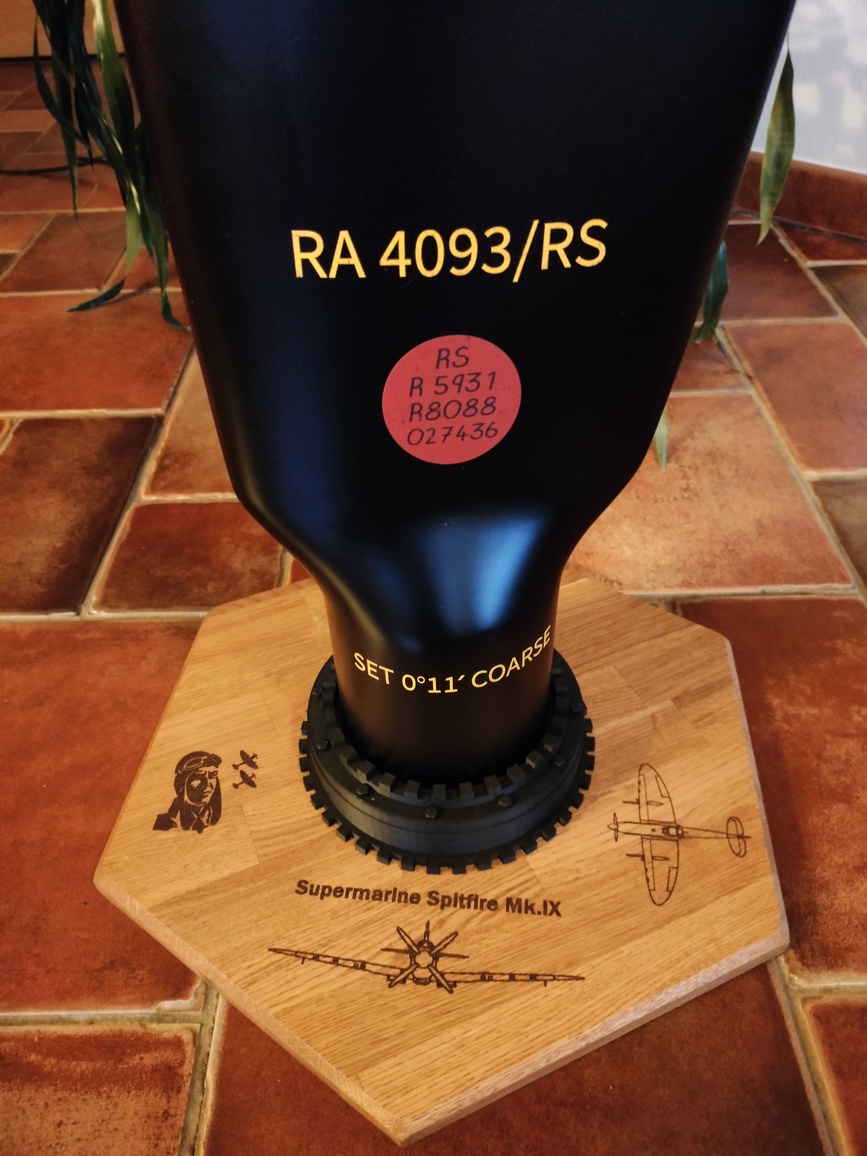 RA 4093/RS
RS
R 5931
R8088
027436
SET 0°11´ COARSE
Supermarine Spitfire Mk.IX